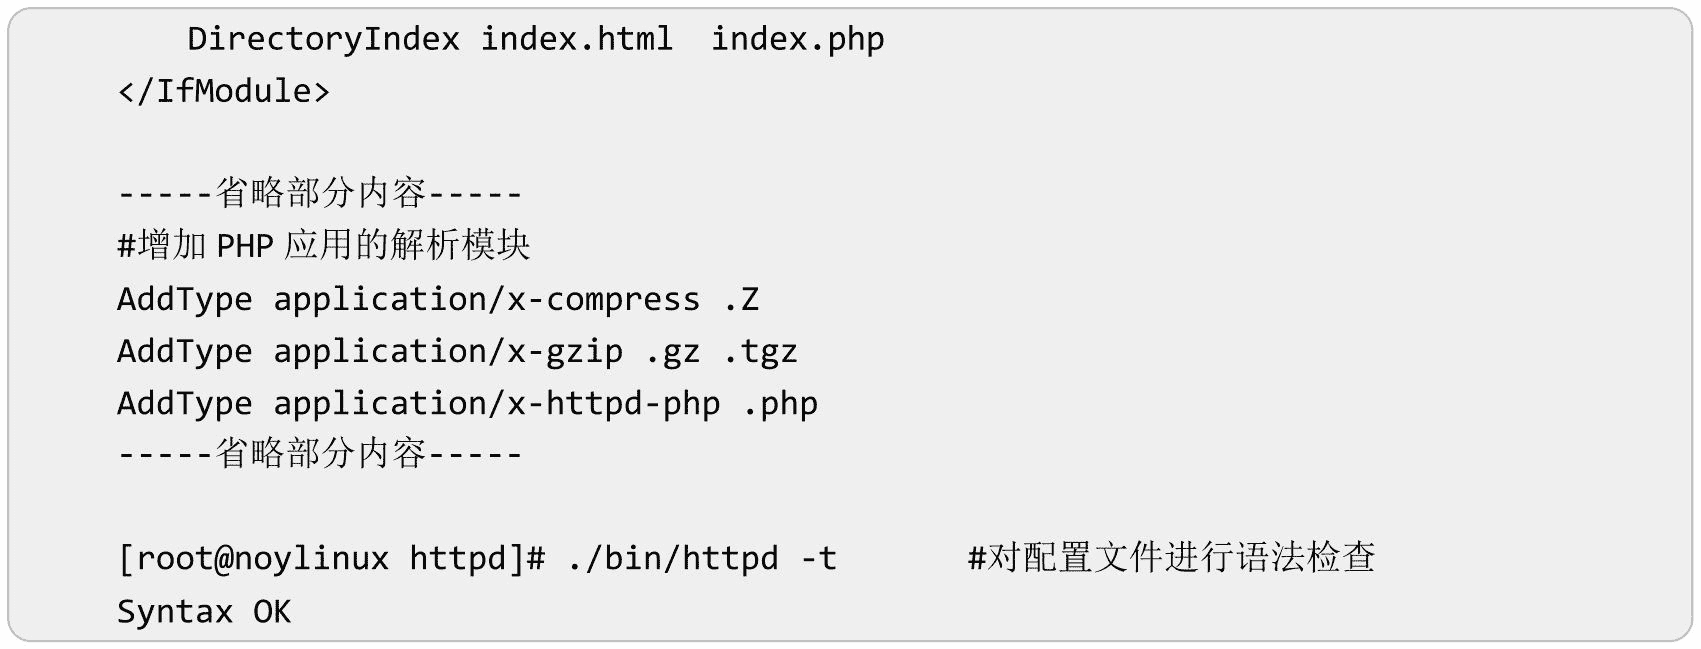 DirectoryIndex index.html  index.php
</IfModule>
-----省略部分内容-----
#增加 PHP 应用的解析模块
AddType application/x-compress .Z
AddType application/x-gzip .gz .tgz
AddType application/x-httpd-php .php
-----省略部分内容-----
[root@noylinux httpd]# ./bin/httpd -t       #对配置文件进行语法检查
Syntax OK